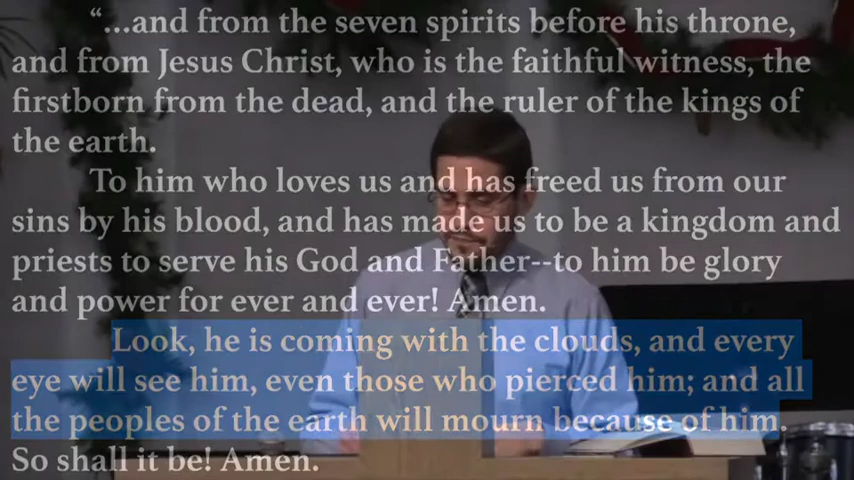 “...and from the seven spirits before his throne,
and from Jesus Christ, who is the faithful witness, the
firstborn from the dead, and the ruler of the kings of
the earth.
To him who loves us and has freed us from our
sins by his blood, and has made us to be a kingdom and
priests to serve his God and Father--to him be glory
and power for ever and ever! Amen.
Look, he is coming with the clouds, and every
eye will see him, even those who pierced him; and all
the peoples of the earth will mourn because of him.
So shall it be! Amen.